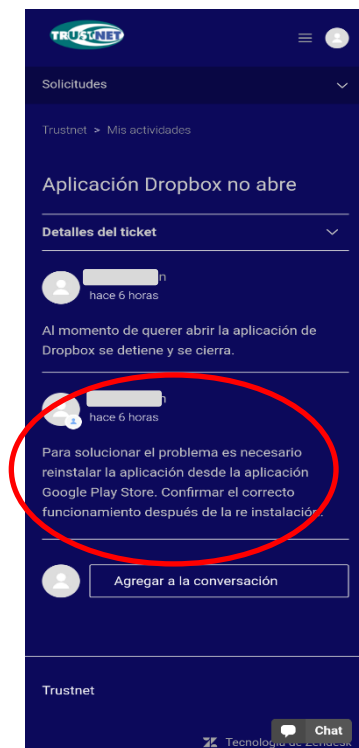 TRUSTNET
Solicitudes
Trustnet > Mis actividades
Aplicación Dropbox no abre
Detalles del ticket
n
hace 6 horas
Al momento de querer abrir la aplicación de
Dropbox se detiene y se cierra.
hace 6 horas
Para solucionar el problema es necesario
reinstalar la aplicación desde la aplicación
Google Play Store. Confirmar el correcto
funcionamiento después de la re instalación.
Agregar a la conversación
Trustnet
Chat
Tecnología de Zendesk